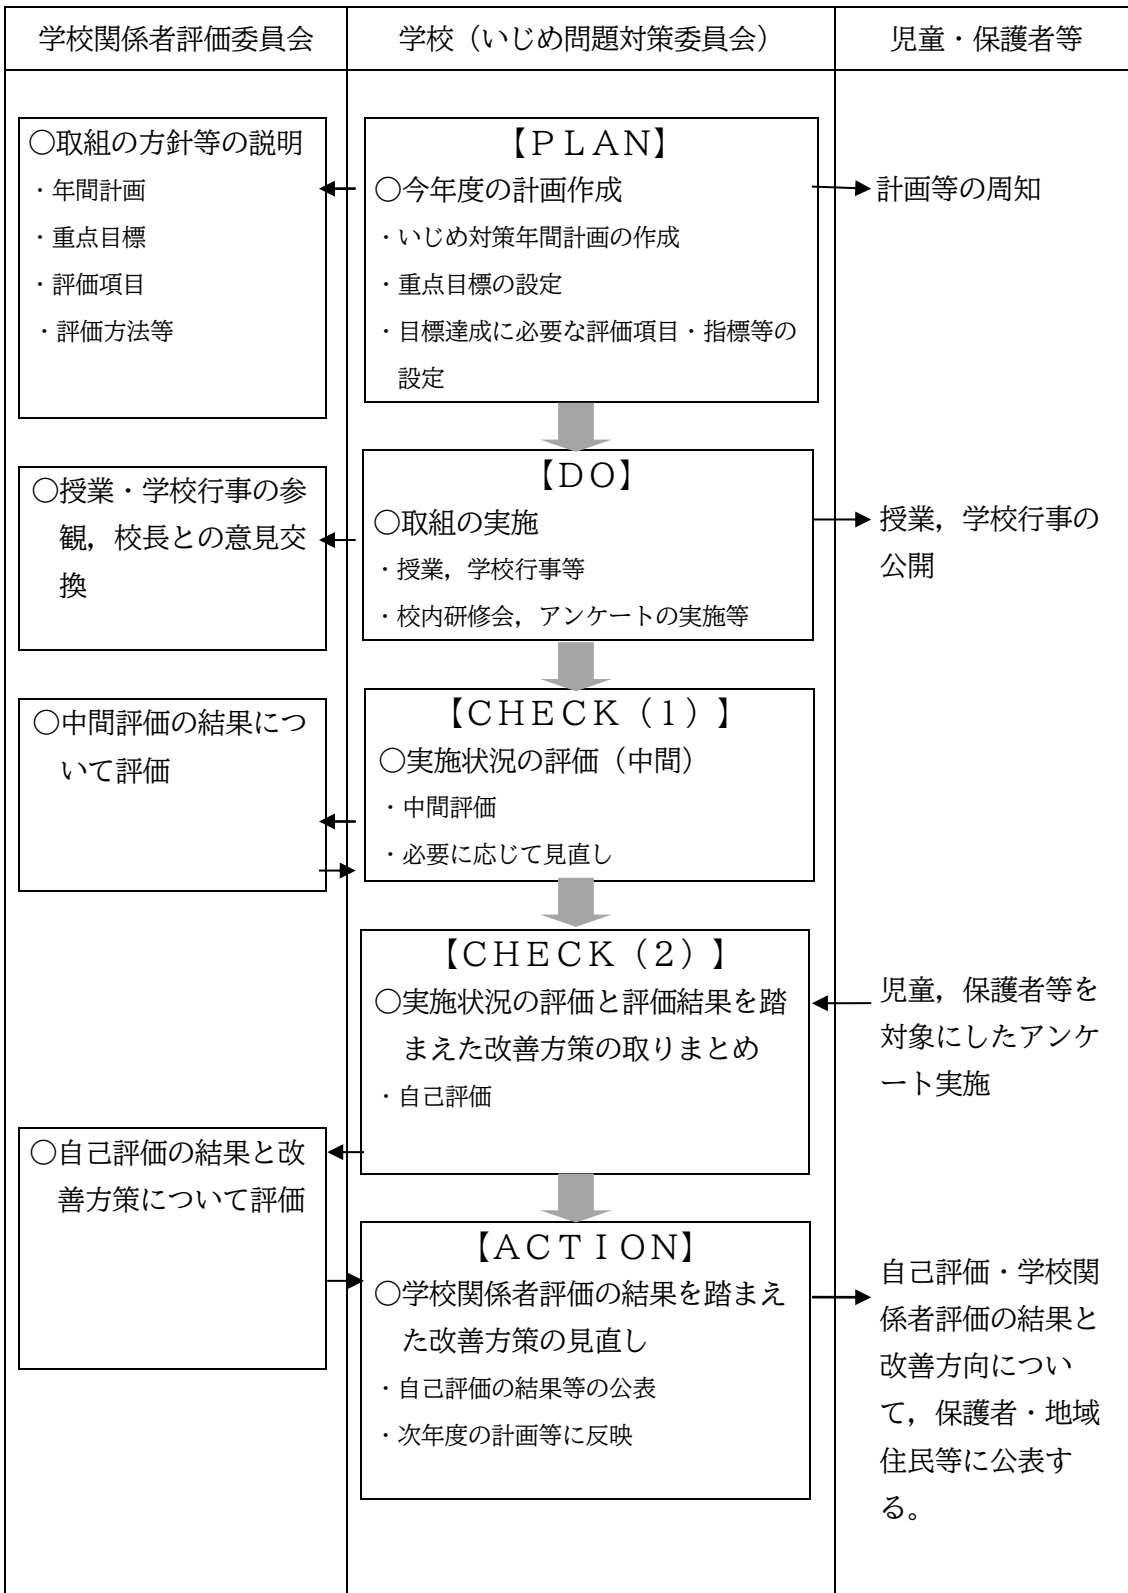 学校関係者評価委員会
学校（いじめ問題対策委員会）
児童・保護者等
○取組の方針等の説明
・年間計画
・重点目標
・評価項目
・評価方法等
【ＰＬＡＮ】
○今年度の計画作成
・いじめ対策年間計画の作成
・重点目標の設定
・目標達成に必要な評価項目・指標等の
設定
計画等の周知
○授業・学校行事の参
観，校長との意見交
換
【ＤＯ】
○取組の実施
・授業，学校行事等
・校内研修会，アンケートの実施等
授業，学校行事の
公開
○中間評価の結果につ
いて評価
【ＣＨＥＣＫ（１）】
○実施状況の評価（中間）
・中間評価
・必要に応じて見直し
【ＣＨＥＣＫ（２）】
○実施状況の評価と評価結果を踏
まえた改善方策の取りまとめ
・自己評価
児童，保護者等を
対象にしたアンケ
ート実施
○自己評価の結果と改
善方策について評価
【ＡＣＴＩＯＮ】
○学校関係者評価の結果を踏まえ
た改善方策の見直し
・自己評価の結果等の公表
・次年度の計画等に反映
自己評価・学校関
係者評価の結果と
改善方向につい
て，保護者・地域
住民等に公表す
る。